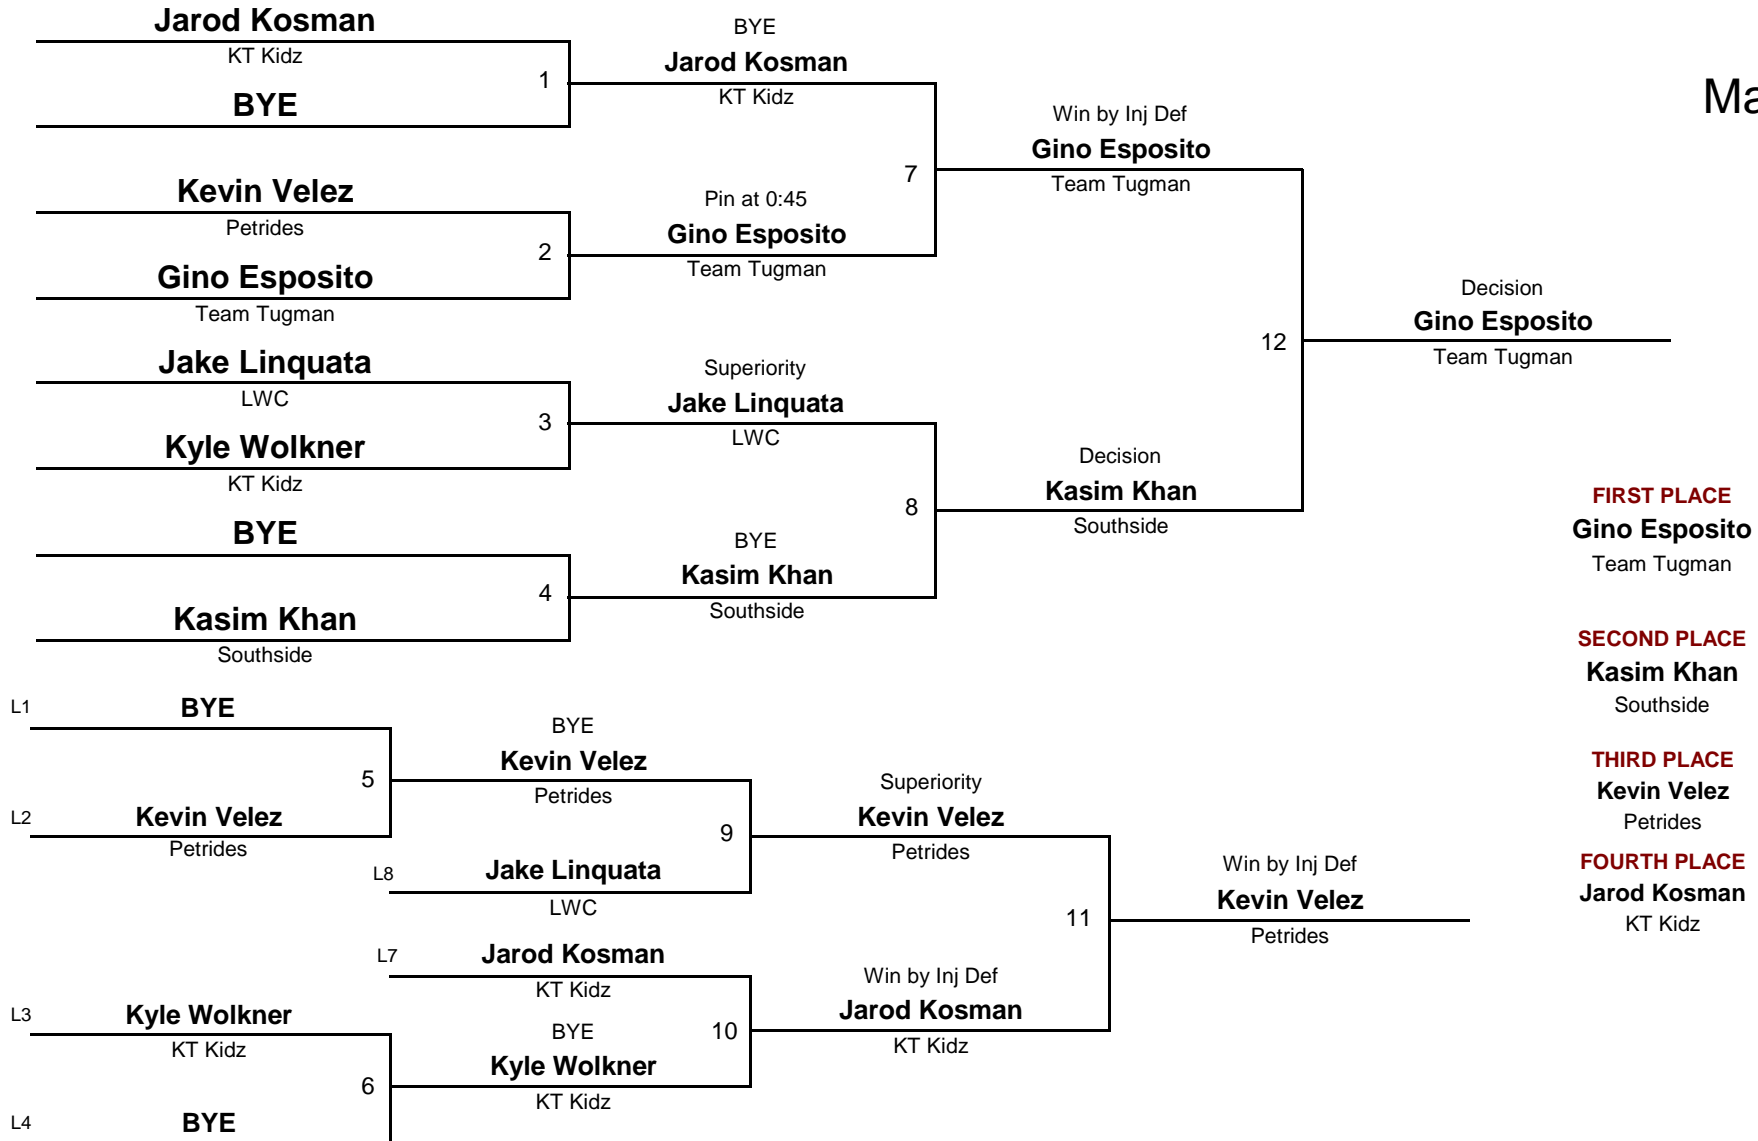 Jarod Kosman
KT Kidz
1
BYE
BYE
Jarod Kosman
KT Kidz
Kevin Velez
Petrides
2
Gino Esposito
Team Tugman
Pin at 0:45
Gino Esposito
Team Tugman
7
Win by Inj Def
Gino Esposito
Team Tugman
Jake Linquata
LWC
3
Kyle Wolkner
KT Kidz
Superiority
Jake Linquata
LWC
BYE
4
Kasim Khan
Southside
BYE
Kasim Khan
Southside
8
Decision
Kasim Khan
Southside
12
Decision
Gino Esposito
Team Tugman
Ma
FIRST PLACE
Gino Esposito
Team Tugman
SECOND PLACE
Kasim Khan
Southside
THIRD PLACE
Kevin Velez
Petrides
FOURTH PLACE
Jarod Kosman
KT Kidz
L1
BYE
5
L2
Kevin Velez
Petrides
BYE
Kevin Velez
Petrides
9
L8
Jake Linquata
LWC
Superiority
Kevin Velez
Petrides
L7
Jarod Kosman
KT Kidz
L3
Kyle Wolkner
KT Kidz
6
L4
BYE
BYE
Kyle Wolkner
KT Kidz
10
Win by Inj Def
Jarod Kosman
KT Kidz
11
Win by Inj Def
Kevin Velez
Petrides